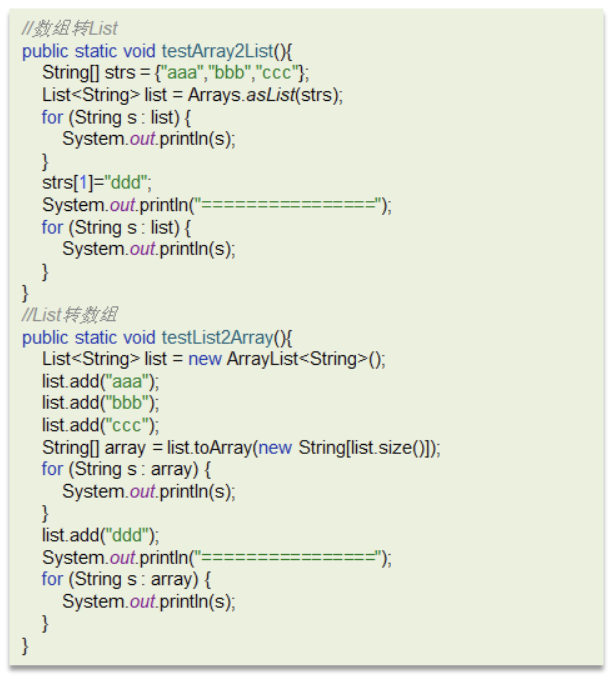 //数组转List
public static void testArray2List(){
    String[] strs = {"aaa","bbb","ccc"};
    List<String> list = Arrays.asList(strs);
    for (String s : list) {
        System.out.println(s);
    }
    strs[1]="ddd";
    System.out.println("================");
    for (String s : list) {
        System.out.println(s);
    }
}
//List转数组
public static void testList2Array(){
    List<String> list = new ArrayList<String>();
    list.add("aaa");
    list.add("bbb");
    list.add("ccc");
    String[] array = list.toArray(new String[list.size()]);
    for (String s : array) {
        System.out.println(s);
    }
    list.add("ddd");
    System.out.println("================");
    for (String s : array) {
        System.out.println(s);
    }
}